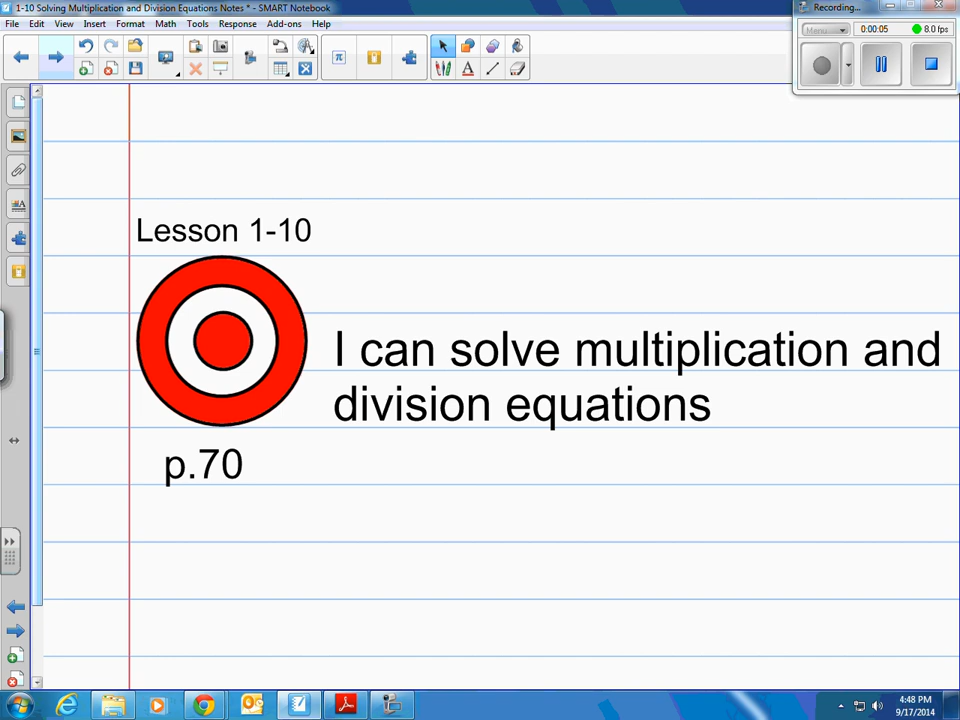 1-10 Solving Multiplication and Division Equations Notes * - SMART Notebook
Recording...
File Edit View Insert Format Math Tools Response Add-ons Help
Menu
0:00:05
8.0 fps
Lesson 1-10
I can solve multiplication and
division equations
p.70
4:48 PM
9/17/2014